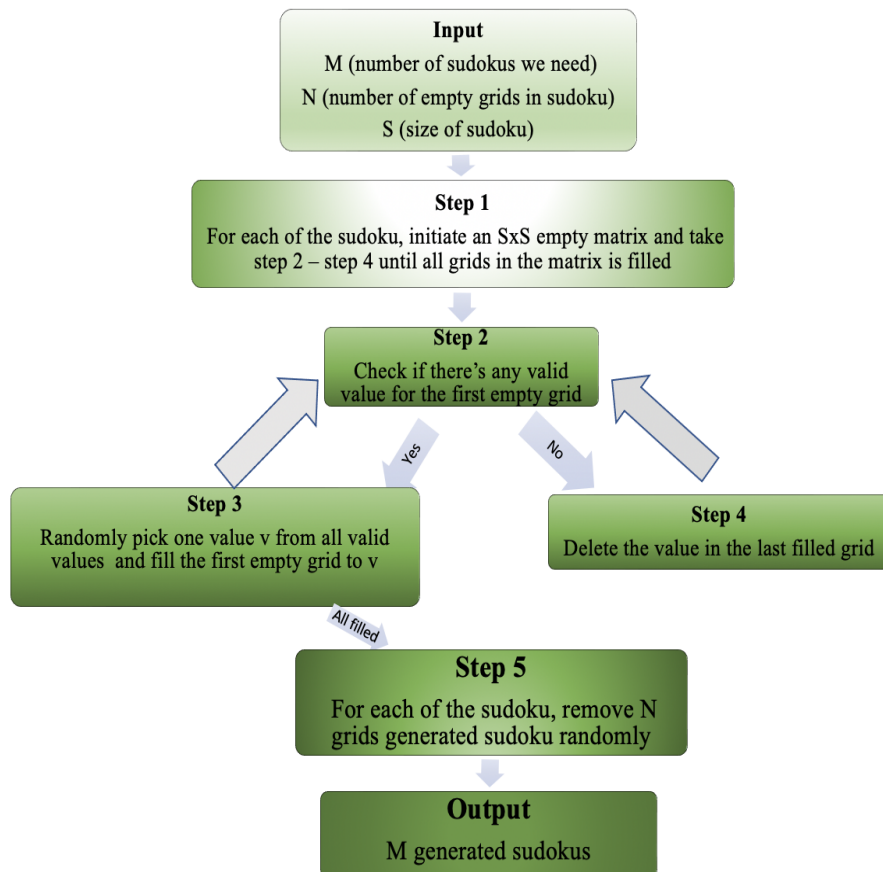 Input
M (number of sudokus we need)
N (number of empty grids in sudoku)
S (size of sudoku)
Step 1
For each of the sudoku, initiate an SxS empty matrix and take
step 2 – step 4 until all grids in the matrix is filled
Step 2
Check if there’s any valid
value for the first empty grid
Yes
No
Step 3
Randomly pick one value v from all valid
values and fill the first empty grid to v
Step 4
Delete the value in the last filled grid
All filled
Step 5
For each of the sudoku, remove N
grids generated sudoku randomly
Output
M generated sudokus